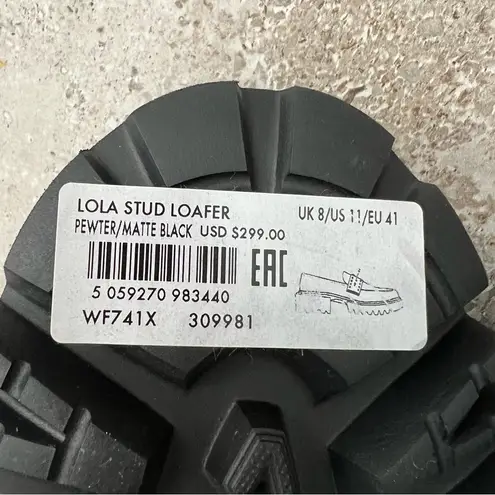 LOLA STUD LOAFER UK 8/US 11/EU 41
PEWTER/MATTE BLACK USD $299.00
EAC
5 059270 983440
WF741X 309981